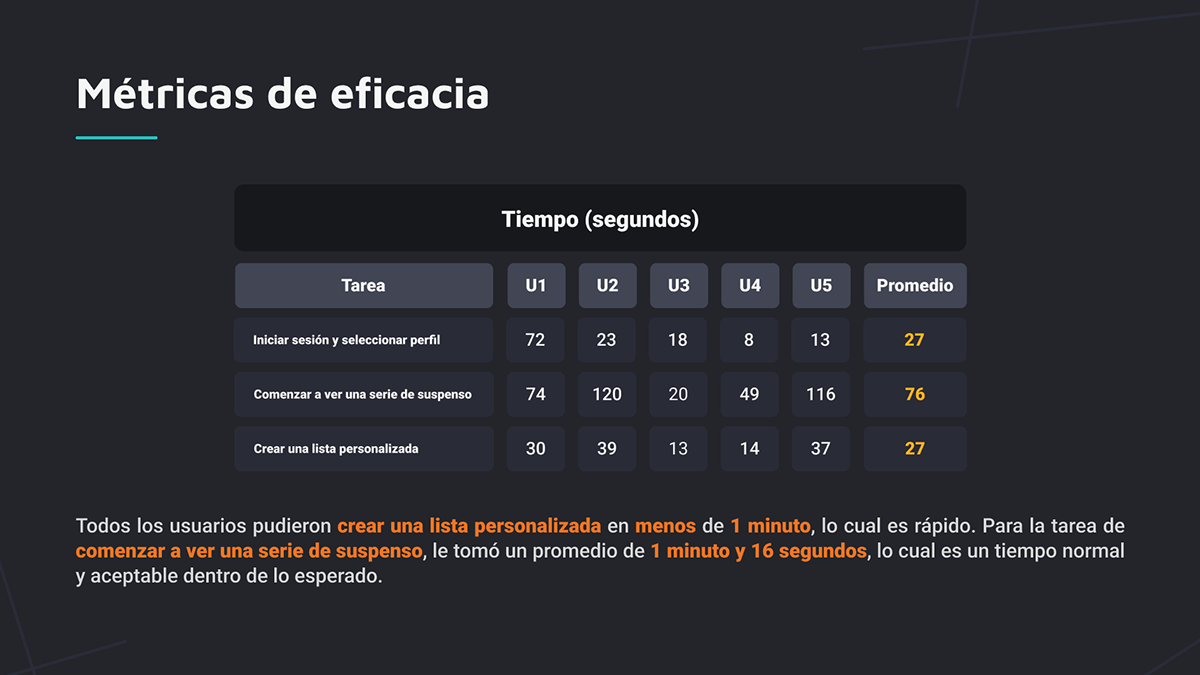 Métricas de eficacia
Tiempo (segundos)
Tarea U1 U2 U3 U4 U5 Promedio
Iniciar sesión y seleccionar perfil 72 23 18 8 13 27
Comenzar a ver una serie de suspenso 74 120 20 49 116 76
Crear una lista personalizada 30 39 13 14 37 27
Todos los usuarios pudieron crear una lista personalizada en menos de 1 minuto, lo cual es rápido. Para la tarea de
comenzar a ver una serie de suspenso, le tomó un promedio de 1 minuto y 16 segundos, lo cual es un tiempo normal
y aceptable dentro de lo esperado.